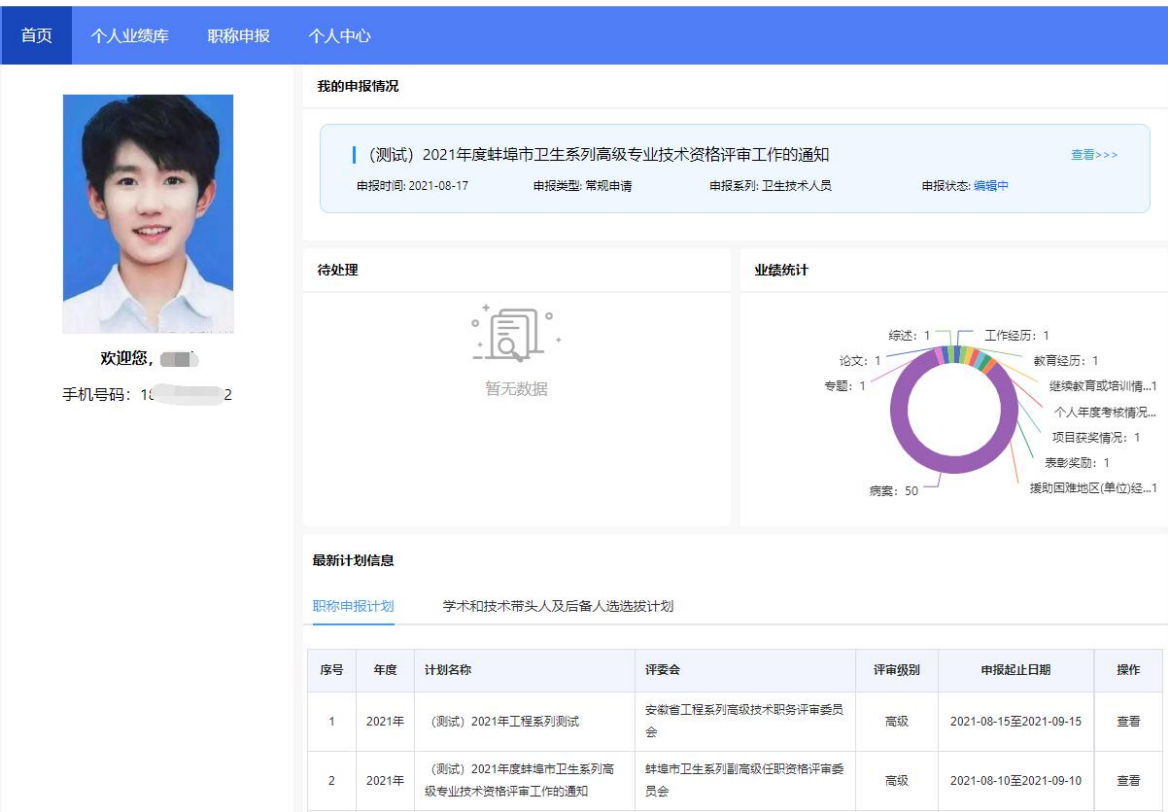 首页 个人业绩库 职称申报 个人中心
欢迎您，
手机号码：18 2
我的申报情况
（测试）2021年度蚌埠市卫生系列高级专业技术资格评审工作的通知 查看>>>
申报时间: 2021-08-17 申报类型: 常规申请 申报系列: 卫生技术人员 申报状态: 编辑中
待处理
暂无数据
业绩统计
综述：1
工作经历：1
论文：1
教育经历：1
专题：1
继续教育或培训情...1
个人年度考核情况...
项目获奖情况：1
表彰奖励：1
援助困难地区(单位)经...1
病案：50
最新计划信息
职称申报计划 学术和技术带头人及后备人选选拔计划
序号 年度 计划名称 评委会 评审级别 申报起止日期 操作
1 2021年 （测试）2021年工程系列测试 安徽省工程系列高级技术职务评审委员
会 高级 2021-08-15至2021-09-15 查看
2 2021年 （测试）2021年度蚌埠市卫生系列高
级专业技术资格评审工作的通知 蚌埠市卫生系列副高级任职资格评审委
员会 高级 2021-08-10至2021-09-10 查看